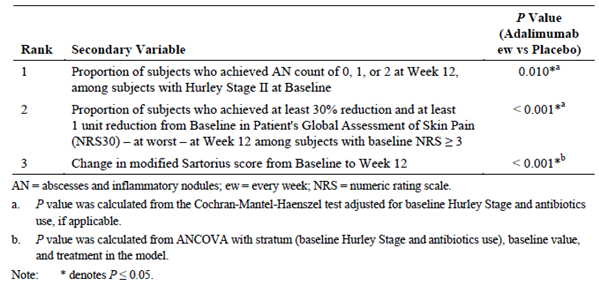 P Value
(Adalimumab
Rank Secondary Variable ew vs Placebo)
1 Proportion of subjects who achieved AN count of 0, 1, or 2 at Week 12, 0.010*a
among subjects with Hurley Stage II at Baseline
2 Proportion of subjects who achieved at least 30% reduction and at least < 0.001*a
1 unit reduction from Baseline in Patient's Global Assessment of Skin Pain
(NRS30) – at worst – at Week 12 among subjects with baseline NRS ≥ 3
3 Change in modified Sartorius score from Baseline to Week 12 < 0.001*b
AN = abscesses and inflammatory nodules; ew = every week; NRS = numeric rating scale.
a. P value was calculated from the Cochran-Mantel-Haenszel test adjusted for baseline Hurley Stage and antibiotics
use, if applicable.
b. P value was calculated from ANCOVA with stratum (baseline Hurley Stage and antibiotics use), baseline value,
and treatment in the model.
Note: * denotes P ≤ 0.05.